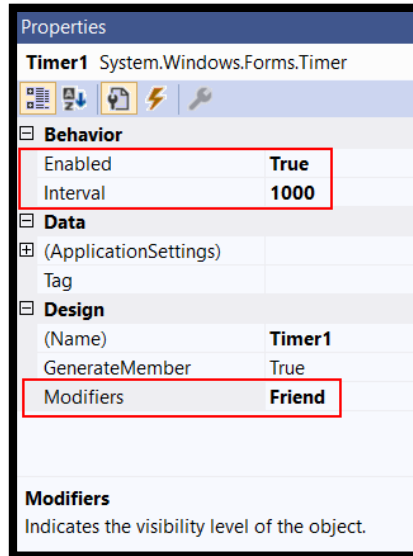 Properties
Timer1 System.Windows.Forms.Timer
Behavior
Enabled True
Interval 1000
Data
(ApplicationSettings)
Tag
Design
(Name) Timer1
GenerateMember True
Modifiers Friend
Modifiers
Indicates the visibility level of the object.